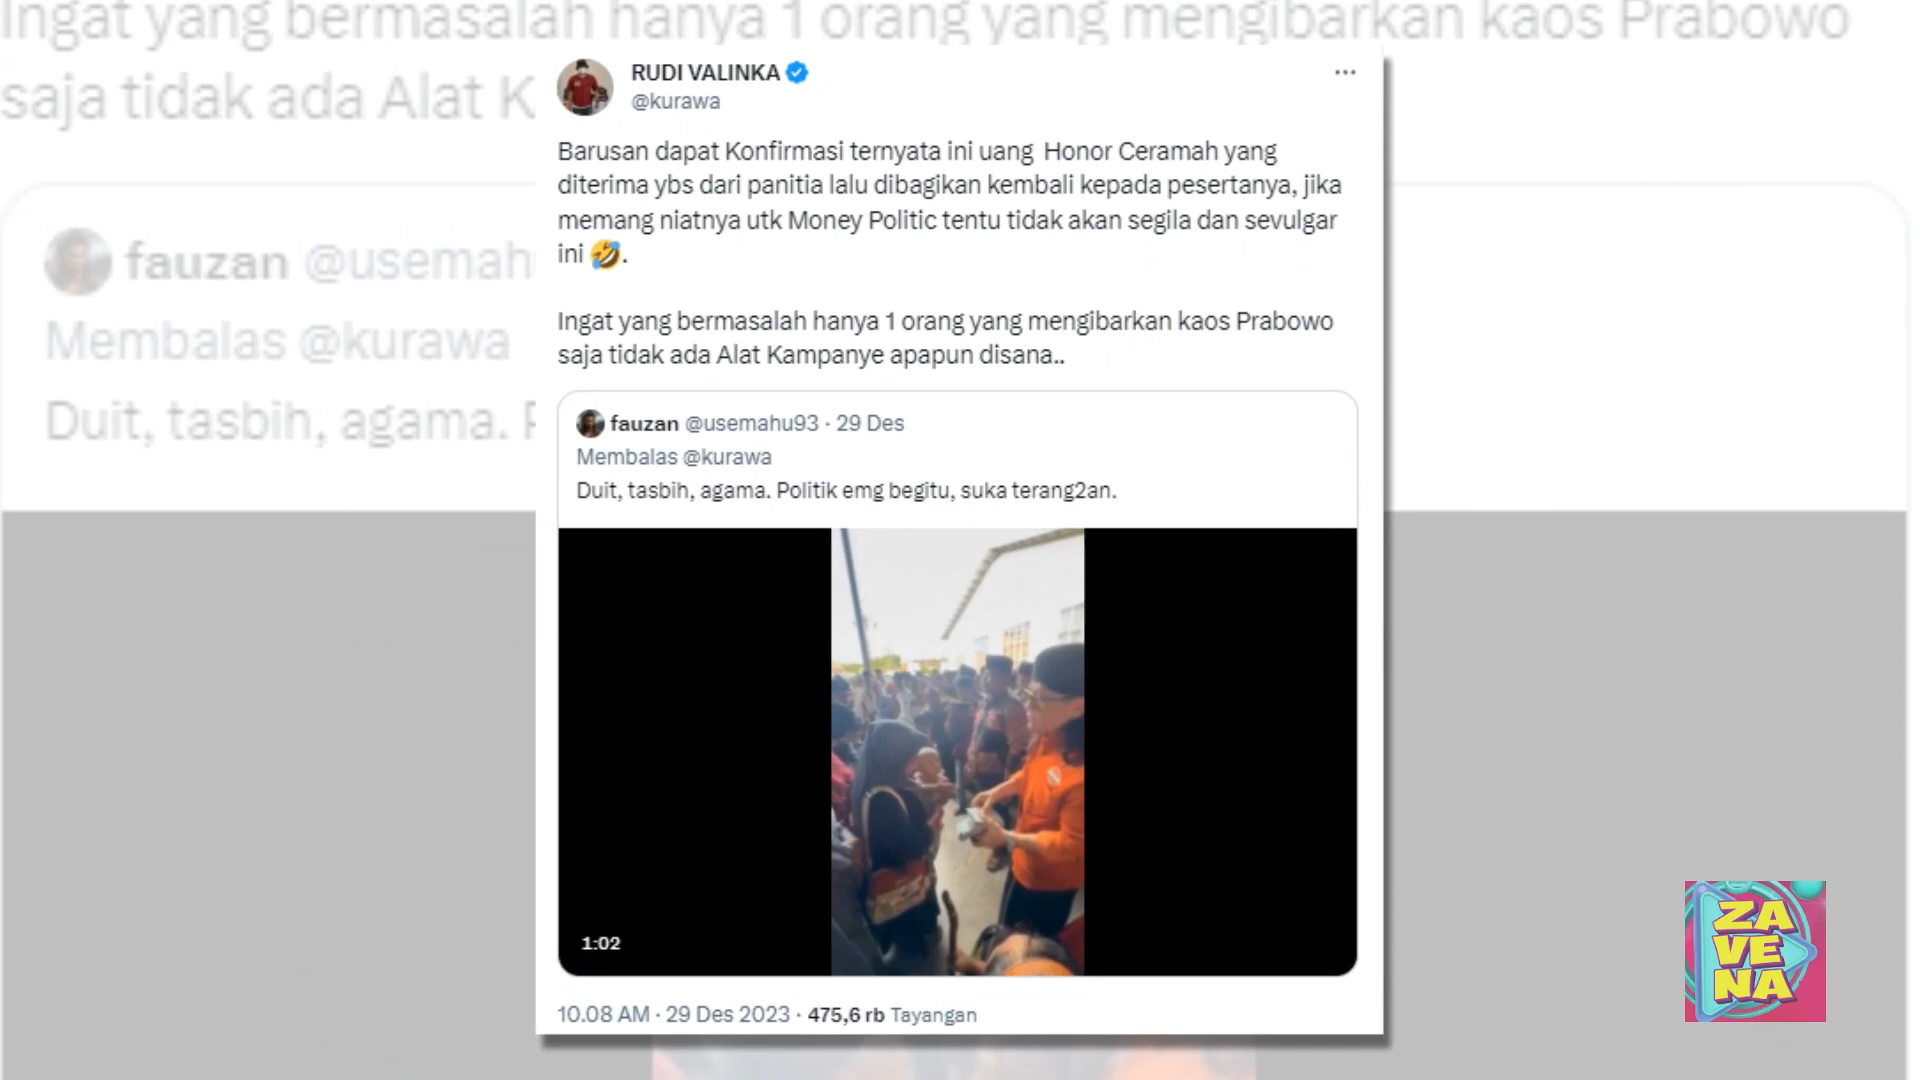 Ingat yang bermasalah hanya 1 orang yang mengibarkan kaos Prabowo
saja tidak ada Alat K
fauzan @usemah
Membalas @kurawa
Duit, tasbih, agama. P
RUDI VALINKA
@kurawa
Barusan dapat Konfirmasi ternyata ini uang Honor Ceramah yang
diterima ybs dari panitia lalu dibagikan kembali kepada pesertanya, jika
memang niatnya utk Money Politic tentu tidak akan segila dan sevulgar
ini 🤣.
Ingat yang bermasalah hanya 1 orang yang mengibarkan kaos Prabowo
saja tidak ada Alat Kampanye apapun disana..
fauzan @usemahu93 · 29 Des
Membalas @kurawa
Duit, tasbih, agama. Politik emg begitu, suka terang2an.
1:02
10.08 AM · 29 Des 2023 · 475,6 rb Tayangan
ZA
VE
NA